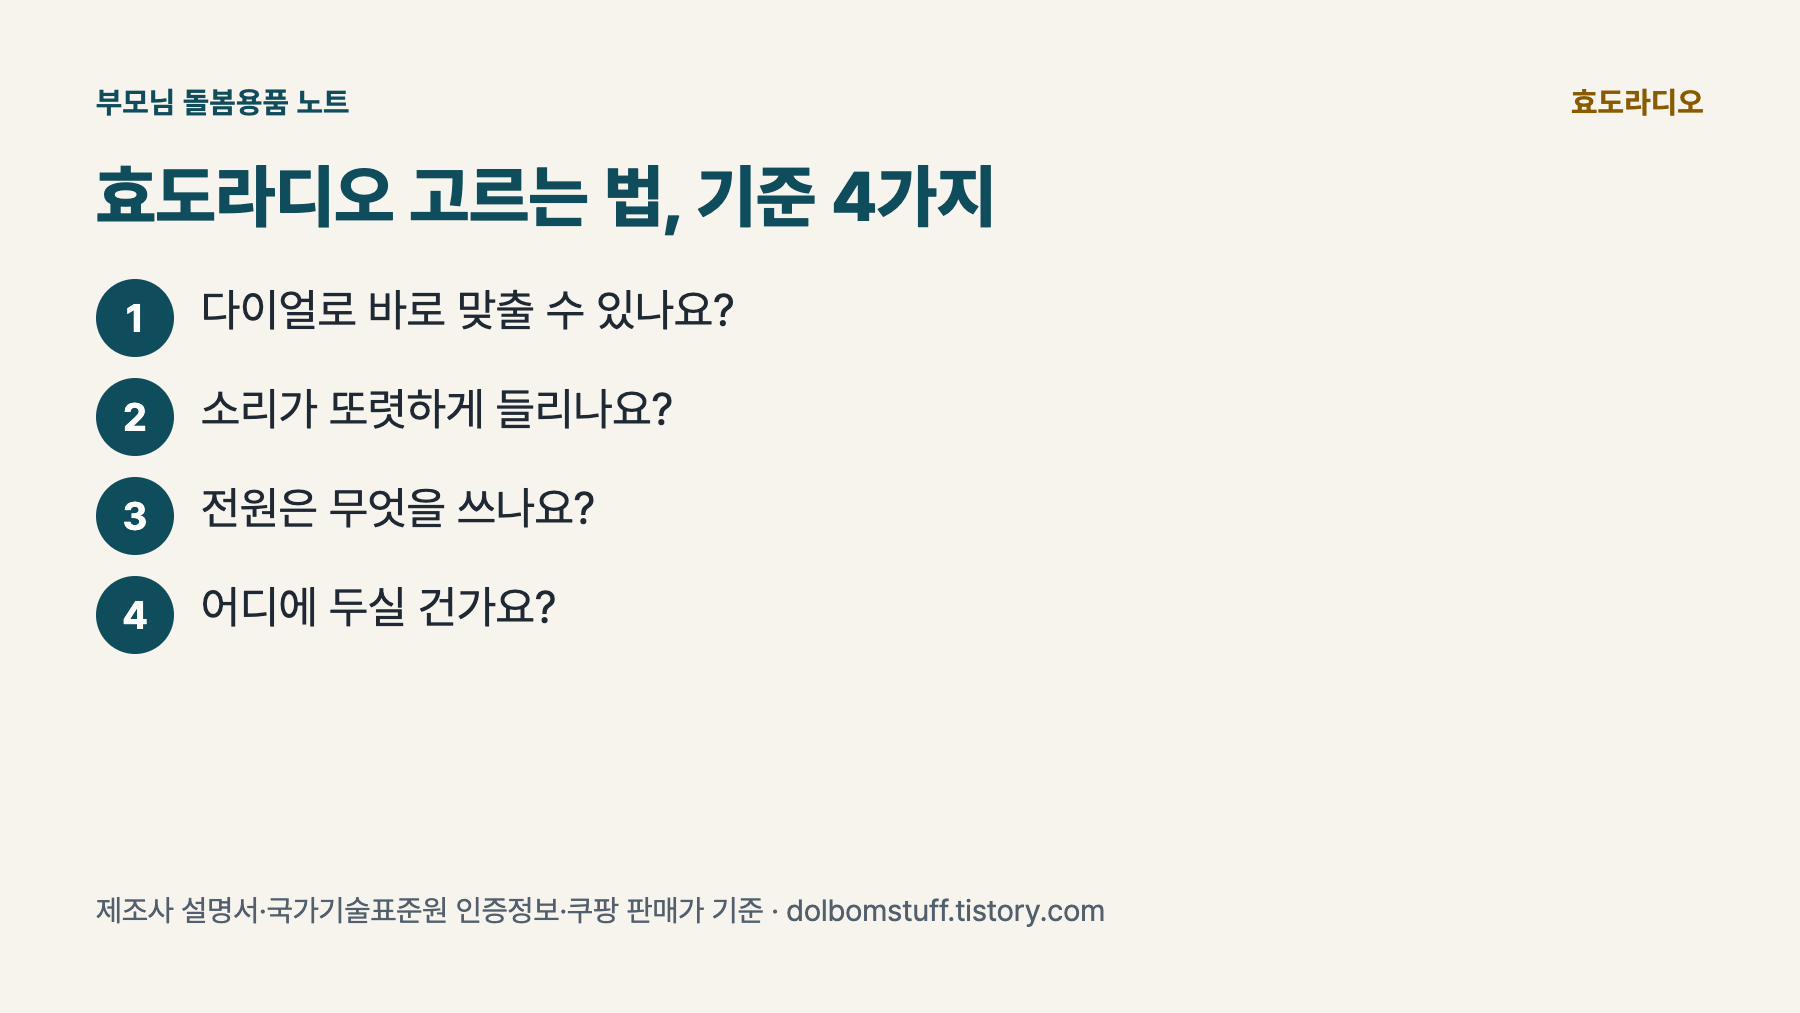 부모님 돌봄용품 노트
효도라디오
효도라디오 고르는 법, 기준 4가지
1 다이얼로 바로 맞출 수 있나요?
2 소리가 또렷하게 들리나요?
3 전원은 무엇을 쓰나요?
4 어디에 두실 건가요?
제조사 설명서·국가기술표준원 인증정보·쿠팡 판매가 기준 · dolbomstuff.tistory.com